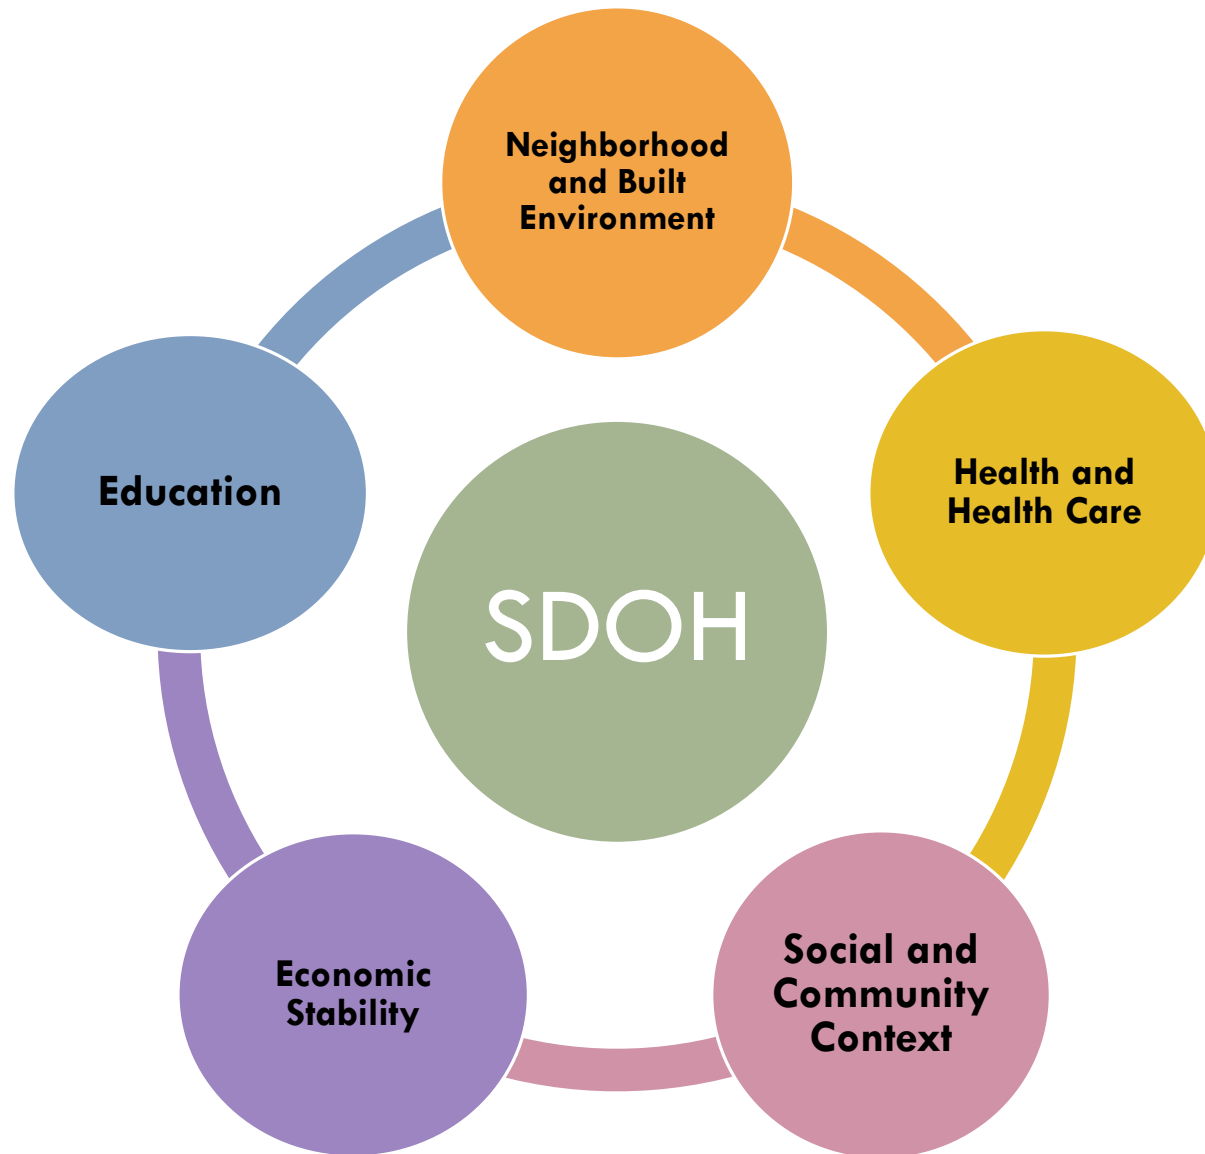 Neighborhood
and Built
Environment
Health and
Health Care
Education
SDOH
Social and
Community
Context
Economic
Stability